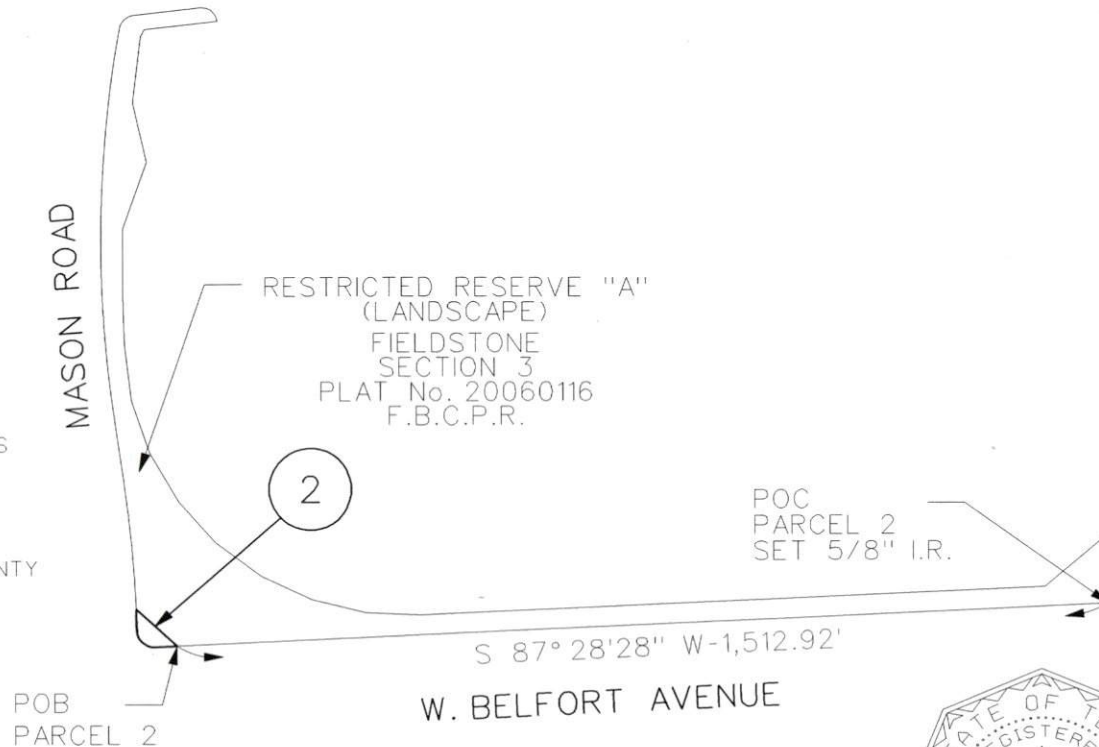 MASON ROAD
RESTRICTED RESERVE "A"
(LANDSCAPE)
FIELDSTONE
SECTION 3
PLAT No. 20060116
F.B.C.P.R.
2
POC
PARCEL 2
SET 5/8" I.R.
S 87°28'28" W-1,512.92'
W. BELFORT AVENUE
POB
PARCEL 2